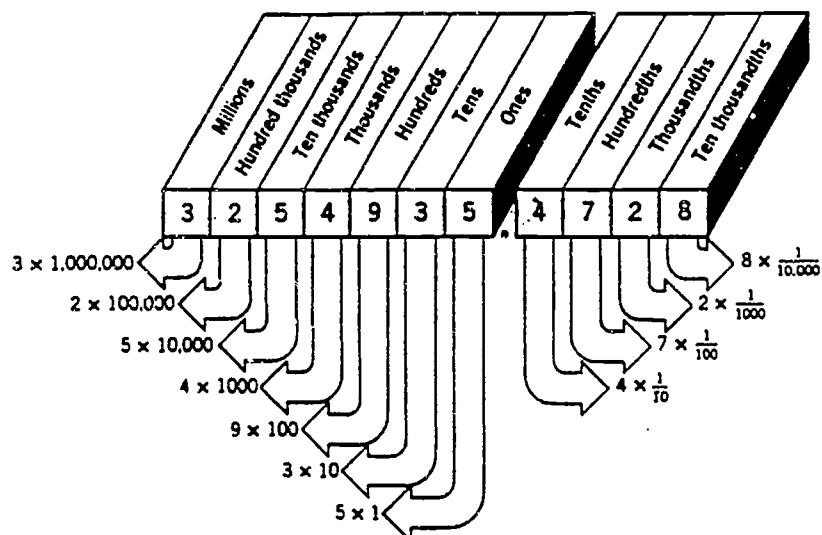 Millions
Hundred thousands
Ten thousands
Thousands
Hundreds
Tens
Ones
Tenths
Hundredths
Thousandths
Ten thousandths
3 2 5 4 9 3 5 . 4 7 2 8
3 × 1,000,000
2 × 100,000
5 × 10,000
4 × 1000
9 × 100
3 × 10
5 × 1
8 × 1/10,000
2 × 1/1000
7 × 1/100
4 × 1/10